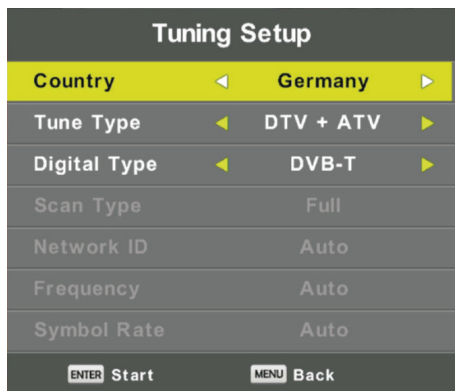 Tuning Setup
Country Germany
Tune Type DTV + ATV
Digital Type DVB-T
Scan Type Full
Network ID Auto
Frequency Auto
Symbol Rate Auto
ENTER Start MENU Back